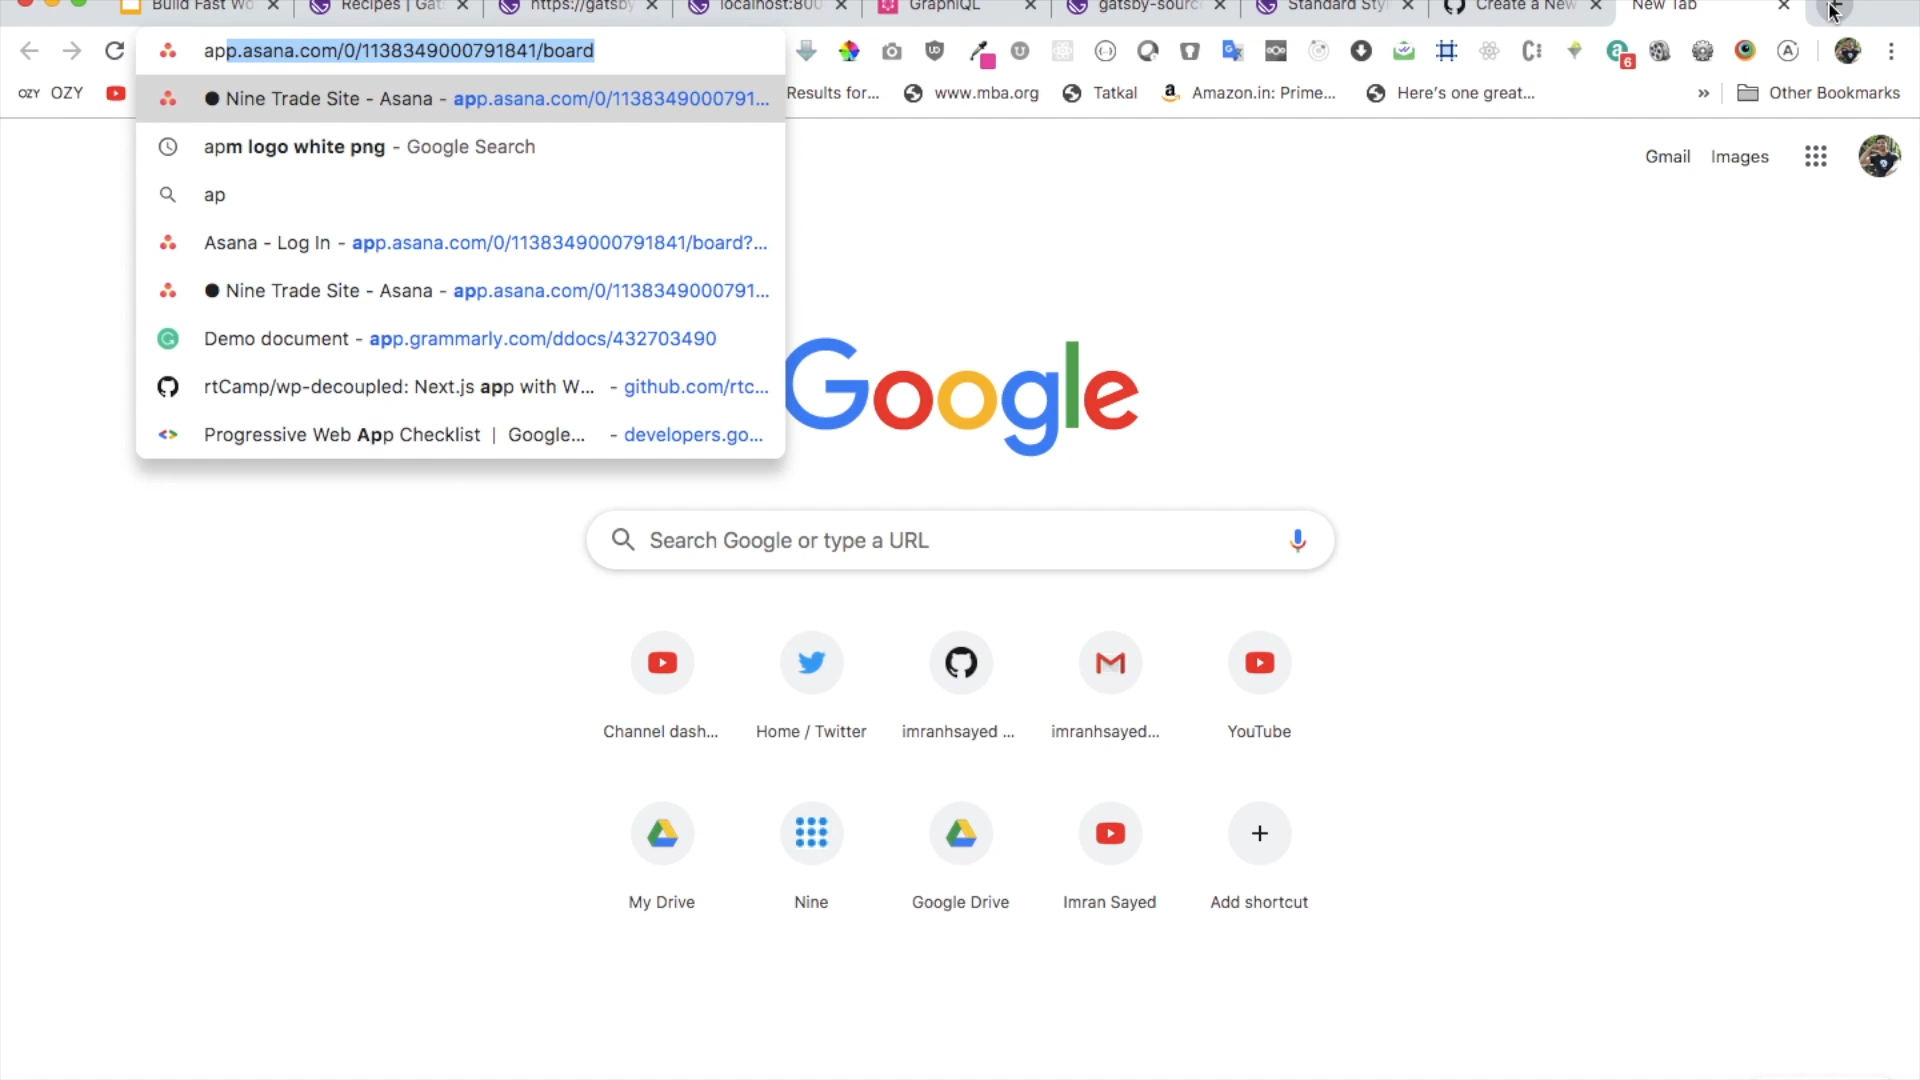 Build Fast Wo
Recipes | Gat
https://gatsby
localhost:800
GraphiQL
gatsby-sourc
Standard Styl
Create a New
New Tab
app.asana.com/0/1138349000791841/board
OZY OZY
Results for...
www.mba.org
Tatkal
Amazon.in: Prime...
Here's one great...
»
Other Bookmarks
6
● Nine Trade Site - Asana - app.asana.com/0/1138349000791...
apm logo white png - Google Search
ap
Asana - Log In - app.asana.com/0/1138349000791841/board?...
● Nine Trade Site - Asana - app.asana.com/0/1138349000791...
Demo document - app.grammarly.com/ddocs/432703490
rtCamp/wp-decoupled: Next.js app with W... - github.com/rtc...
Progressive Web App Checklist | Google... - developers.go...
Gmail Images
Google
Search Google or type a URL
Channel dash...
Home / Twitter
imranhsayed ...
imranhsayed...
YouTube
My Drive
Nine
Google Drive
Imran Sayed
Add shortcut